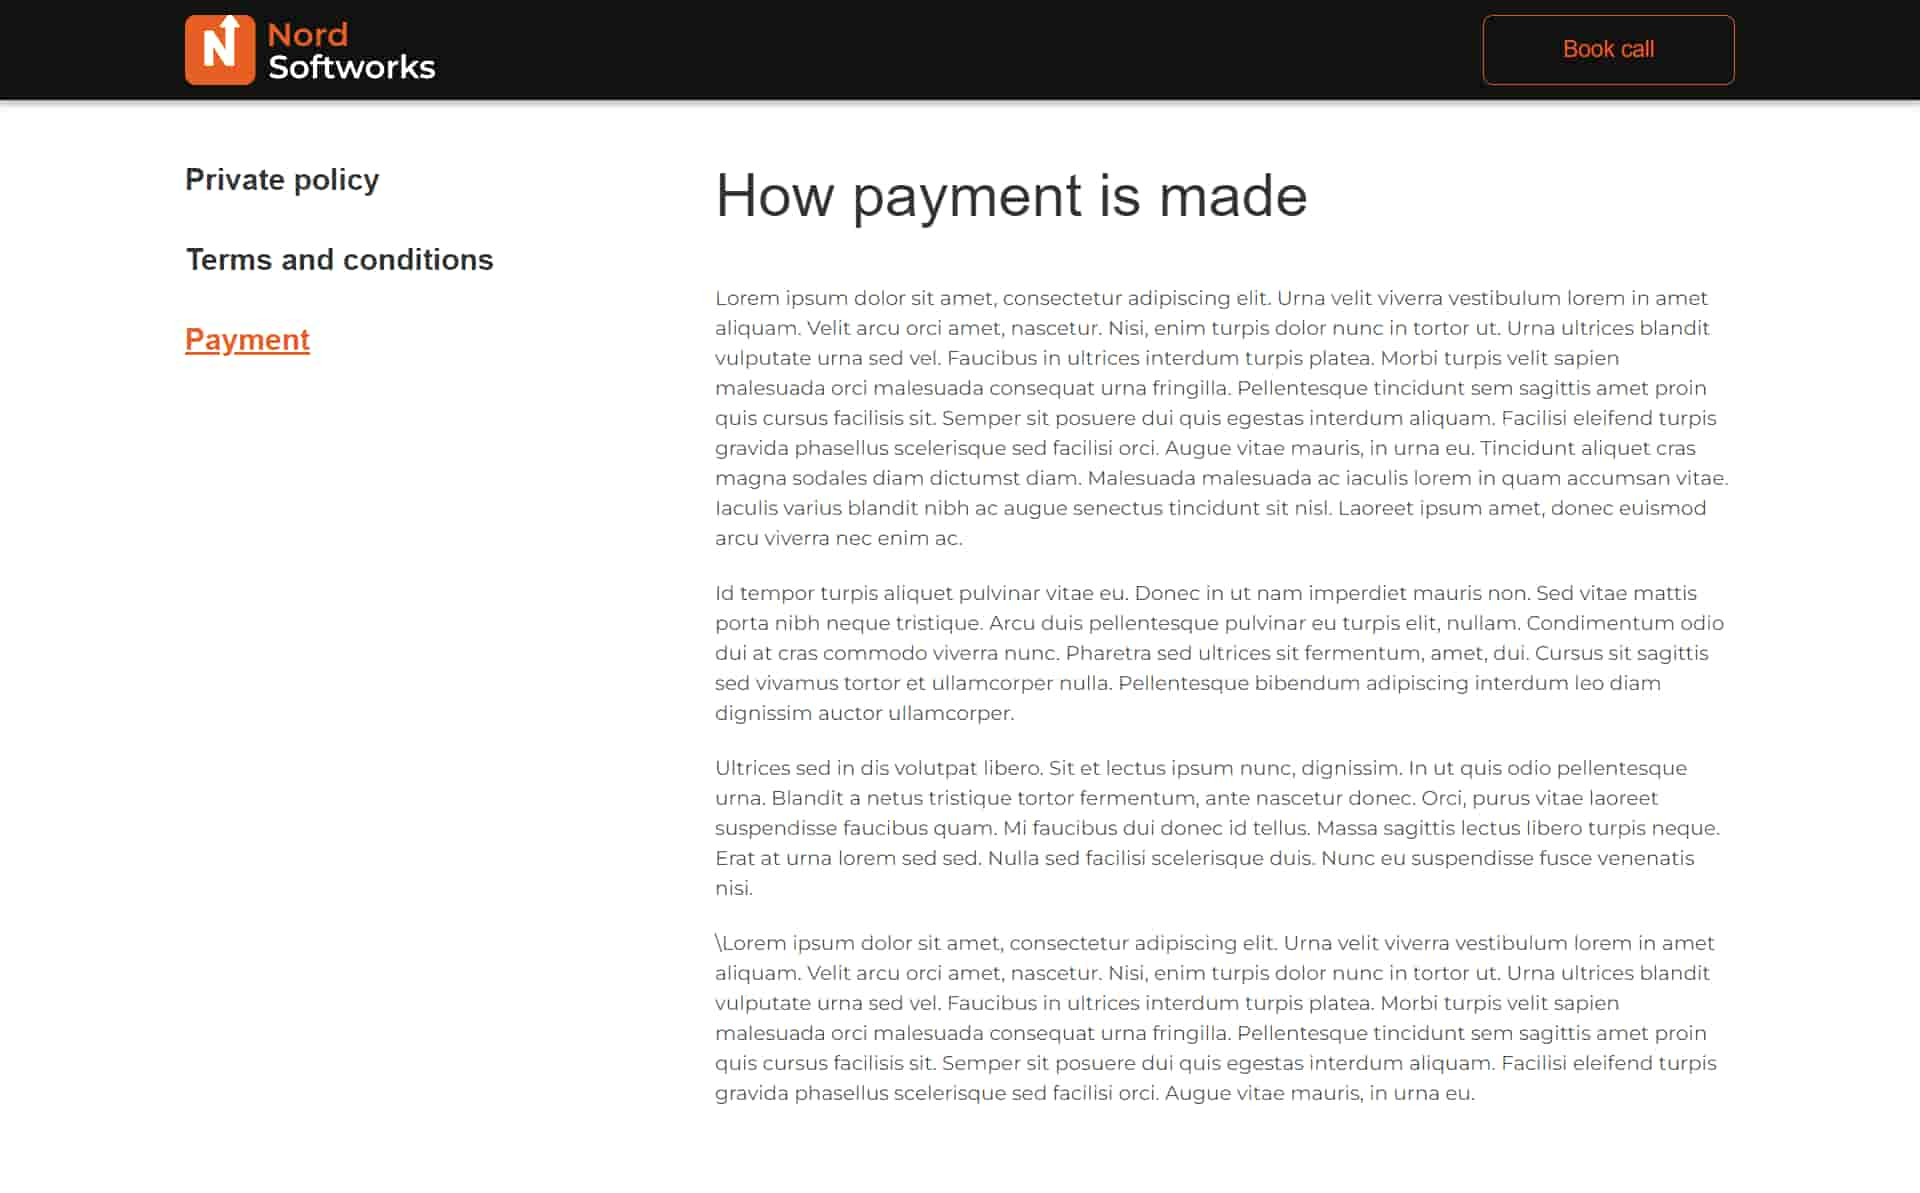 Nord
Softworks
Book call
Private policy
Terms and conditions
Payment
How payment is made
Lorem ipsum dolor sit amet, consectetur adipiscing elit. Urna velit viverra vestibulum lorem in amet
aliquam. Velit arcu orci amet, nascetur. Nisi, enim turpis dolor nunc in tortor ut. Urna ultrices blandit
vulputate urna sed vel. Faucibus in ultrices interdum turpis platea. Morbi turpis velit sapien
malesuada orci malesuada consequat urna fringilla. Pellentesque tincidunt sem sagittis amet proin
quis cursus facilisis sit. Semper sit posuere dui quis egestas interdum aliquam. Facilisi eleifend turpis
gravida phasellus scelerisque sed facilisi orci. Augue vitae mauris, in urna eu. Tincidunt aliquet cras
magna sodales diam dictumst diam. Malesuada malesuada ac iaculis lorem in quam accumsan vitae.
Iaculis varius blandit nibh ac augue senectus tincidunt sit nisl. Laoreet ipsum amet, donec euismod
arcu viverra nec enim ac.
Id tempor turpis aliquet pulvinar vitae eu. Donec in ut nam imperdiet mauris non. Sed vitae mattis
porta nibh neque tristique. Arcu duis pellentesque pulvinar eu turpis elit, nullam. Condimentum odio
dui at cras commodo viverra nunc. Pharetra sed ultrices sit fermentum, amet, dui. Cursus sit sagittis
sed vivamus tortor et ullamcorper nulla. Pellentesque bibendum adipiscing interdum leo diam
dignissim auctor ullamcorper.
Ultrices sed in dis volutpat libero. Sit et lectus ipsum nunc, dignissim. In ut quis odio pellentesque
urna. Blandit a netus tristique tortor fermentum, ante nascetur donec. Orci, purus vitae laoreet
suspendisse faucibus quam. Mi faucibus dui donec id tellus. Massa sagittis lectus libero turpis neque.
Erat at urna lorem sed sed. Nulla sed facilisi scelerisque duis. Nunc eu suspendisse fusce venenatis
nisi.
\Lorem ipsum dolor sit amet, consectetur adipiscing elit. Urna velit viverra vestibulum lorem in amet
aliquam. Velit arcu orci amet, nascetur. Nisi, enim turpis dolor nunc in tortor ut. Urna ultrices blandit
vulputate urna sed vel. Faucibus in ultrices interdum turpis platea. Morbi turpis velit sapien
malesuada orci malesuada consequat urna fringilla. Pellentesque tincidunt sem sagittis amet proin
quis cursus facilisis sit. Semper sit posuere dui quis egestas interdum aliquam. Facilisi eleifend turpis
gravida phasellus scelerisque sed facilisi orci. Augue vitae mauris, in urna eu.